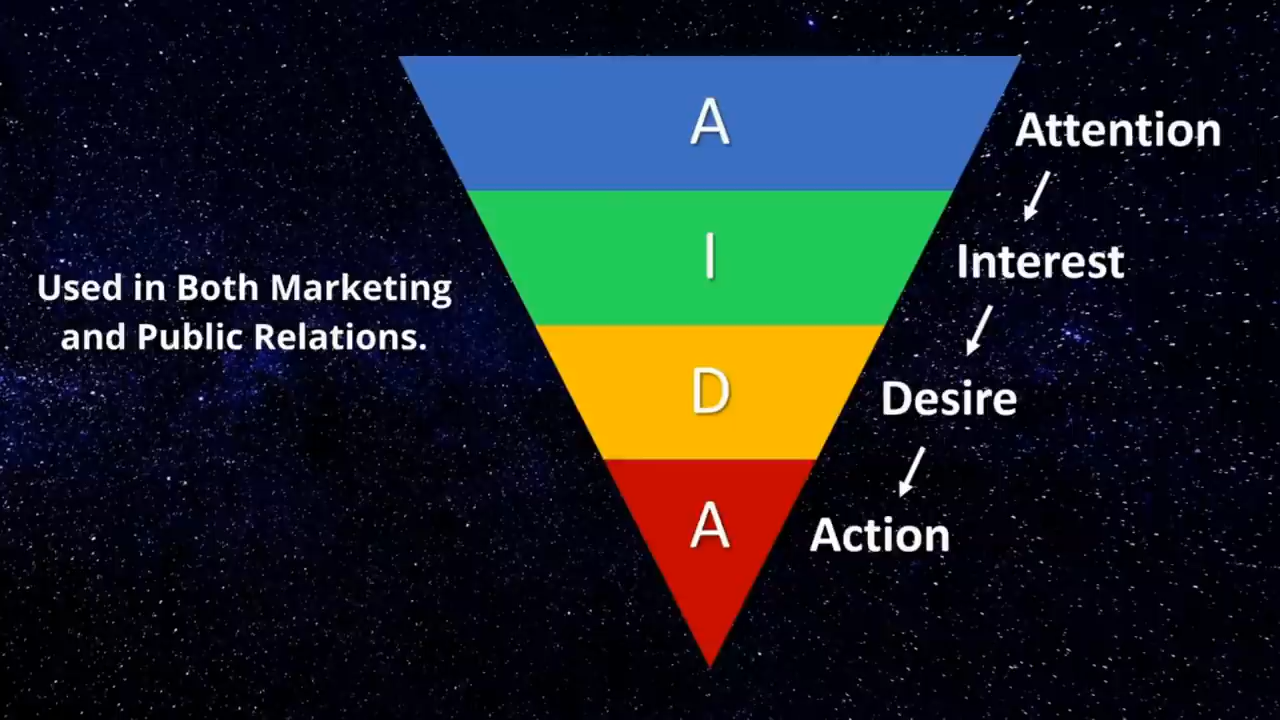 A
Attention
I
Interest
Used in Both Marketing
and Public Relations.
D
Desire
A
Action